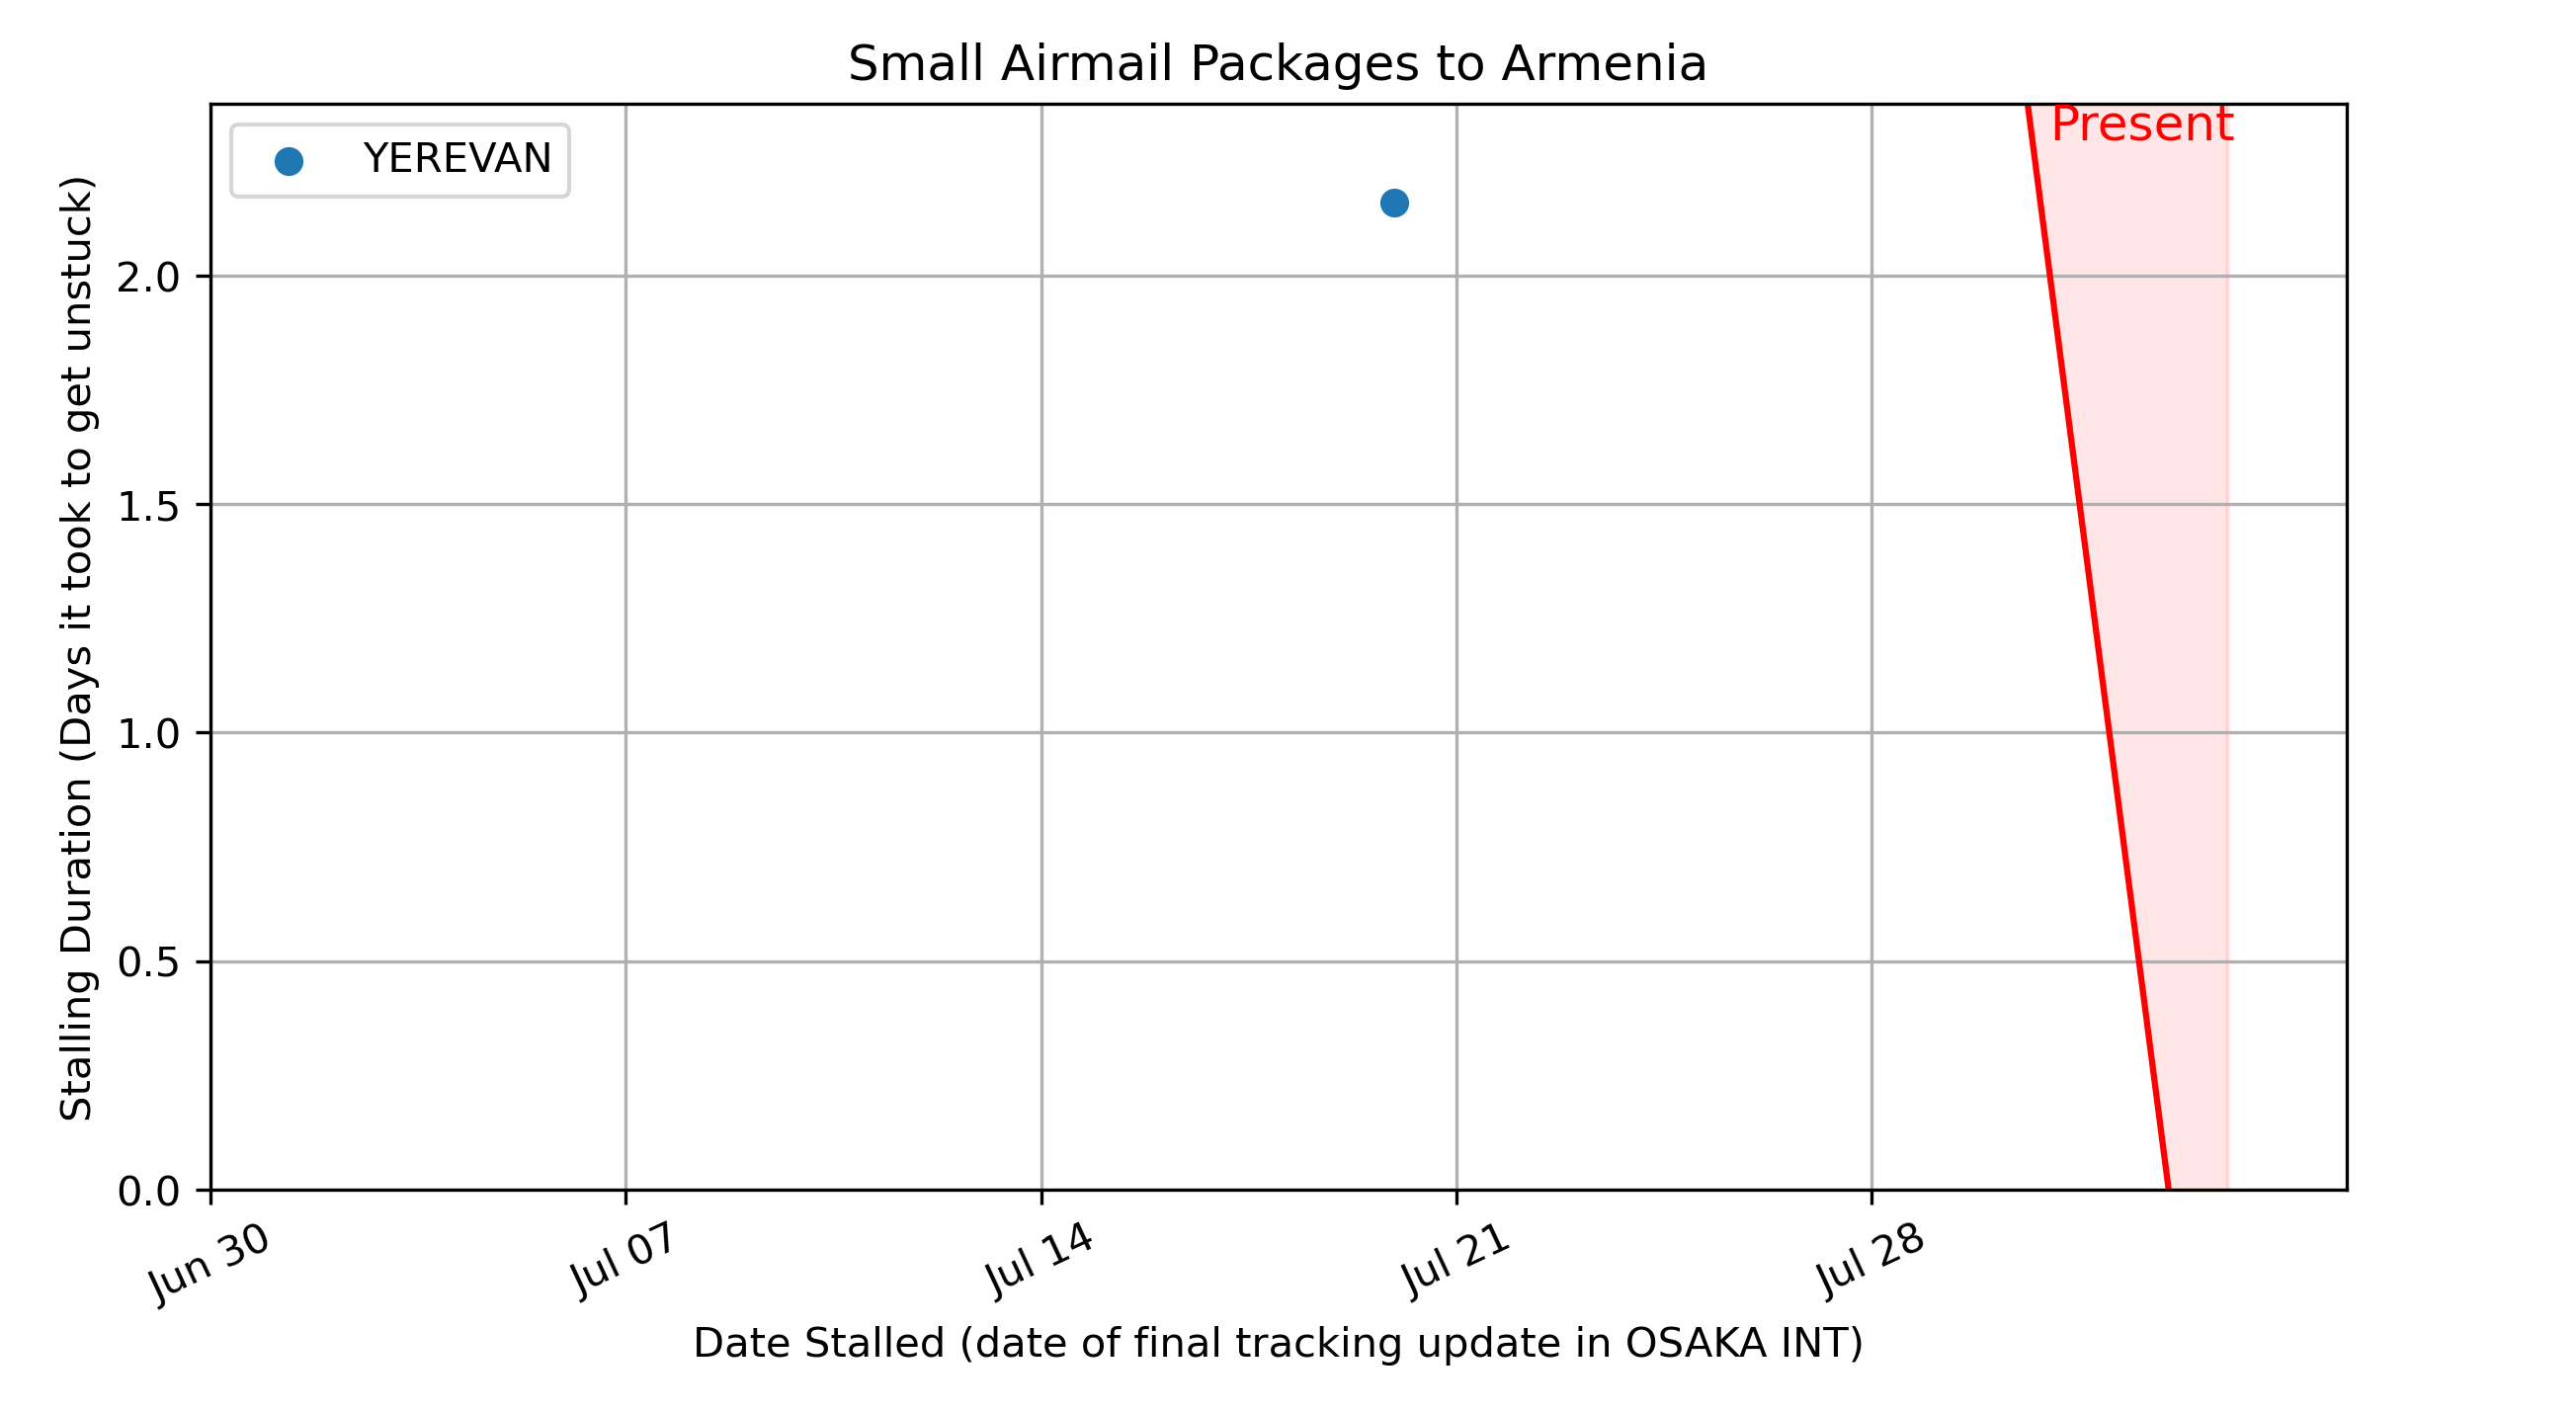 Small Airmail Packages to Armenia
YEREVAN
Present
Stalling Duration (Days it took to get unstuck)
2.0
1.5
1.0
0.5
0.0
Jun 30
Jul 07
Jul 14
Jul 21
Jul 28
Date Stalled (date of final tracking update in OSAKA INT)